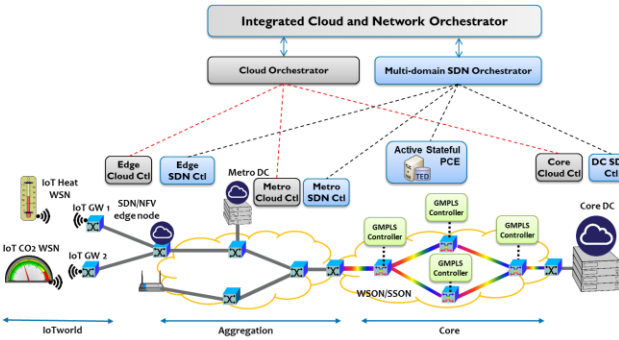 Integrated Cloud and Network Orchestrator
Cloud Orchestrator
Multi-domain SDN Orchestrator
Active Stateful
PCE
TED
Edge
Cloud Ctl
Edge
SDN Ctl
Metro DC
Metro
Cloud Ctl
Metro
SDN Ctl
Core
Cloud Ctl
DC SD
Ctl
IoT Heat
WSN
IoT GW 1
SDN/NFV
edge node
Core DC
GMPLS
Controller
GMPLS
Controller
GMPLS
Controller
GMPLS
Controller
IoT CO2 WSN
IoT GW 2
WSON/SSON
IoTworld
Aggregation
Core